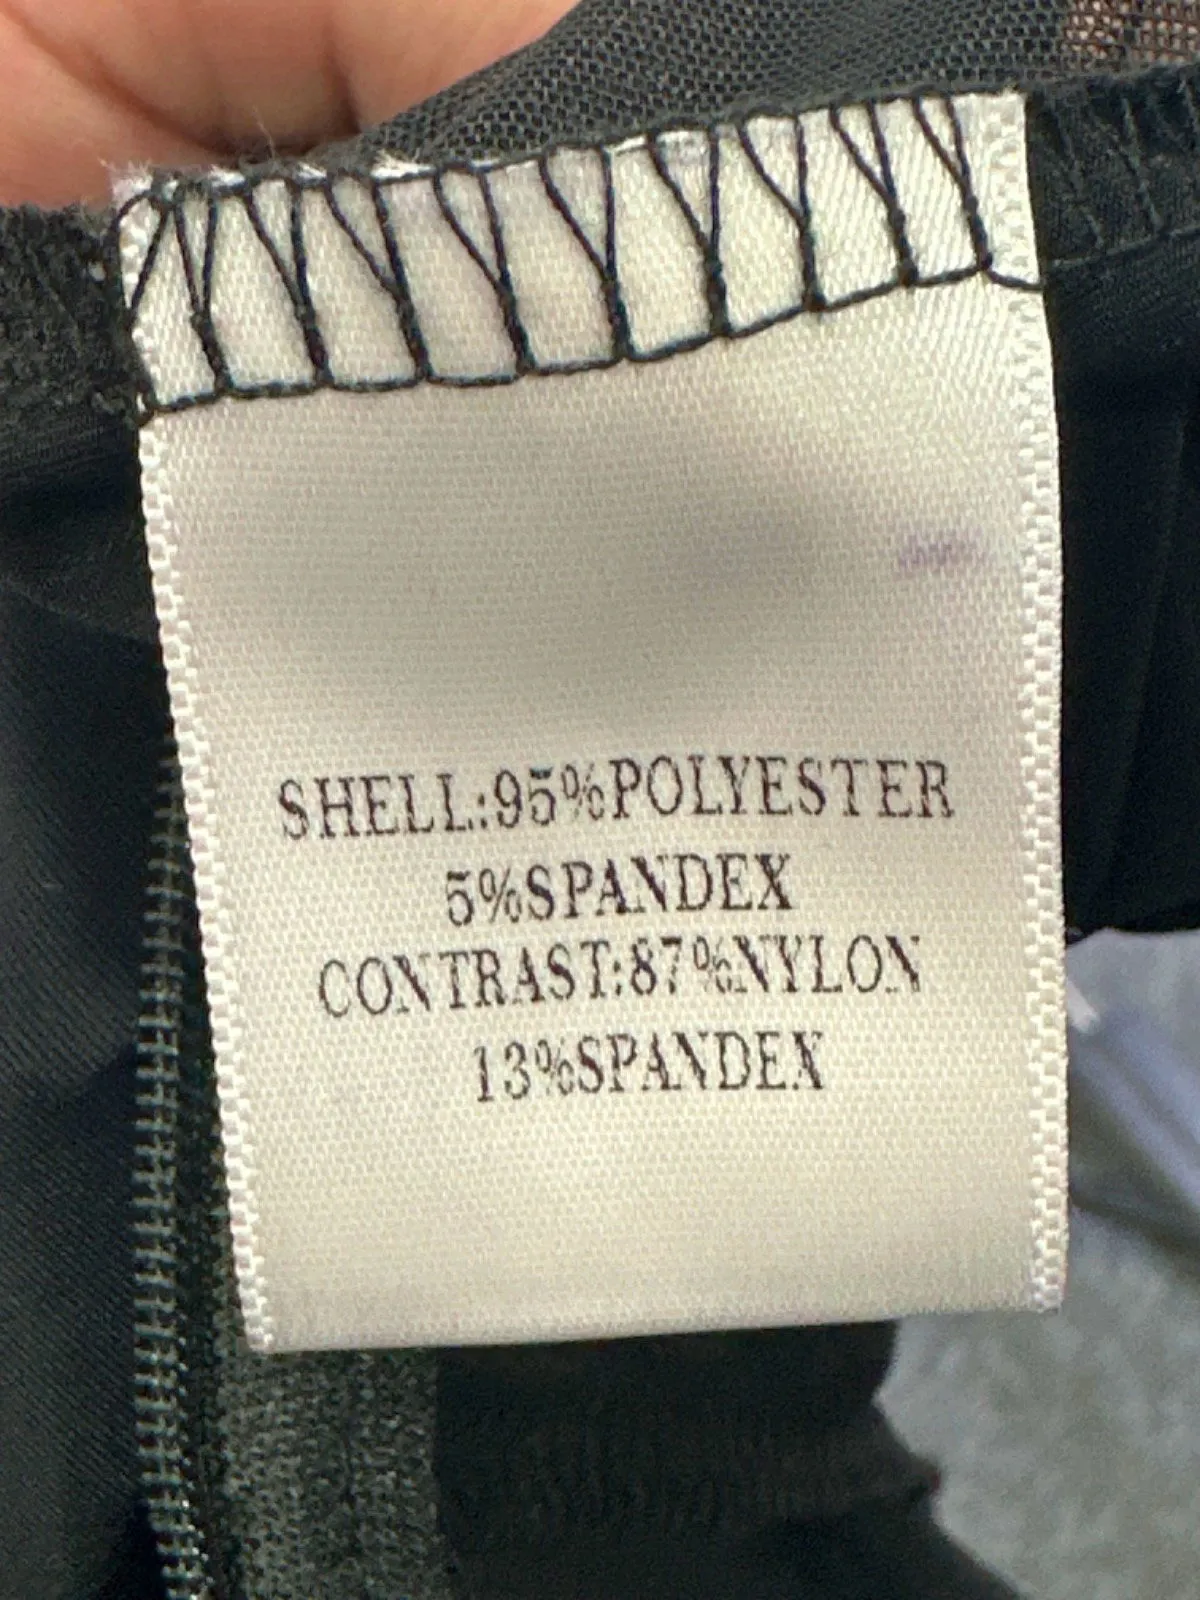 SHELL:95%POLYESTER
5%SPANDEX
CONTRAST:87%NYLON
13%SPANDEX